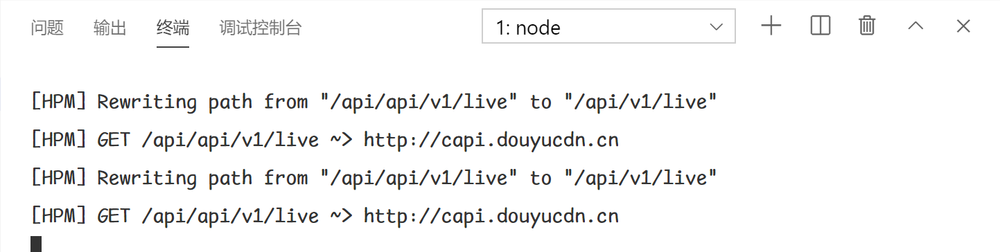 问题 输出 终端 调试控制台 1: node
[HPM] Rewriting path from "/api/api/v1/live" to "/api/v1/live"
[HPM] GET /api/api/v1/live ~> http://capi.douyucdn.cn
[HPM] Rewriting path from "/api/api/v1/live" to "/api/v1/live"
[HPM] GET /api/api/v1/live ~> http://capi.douyucdn.cn